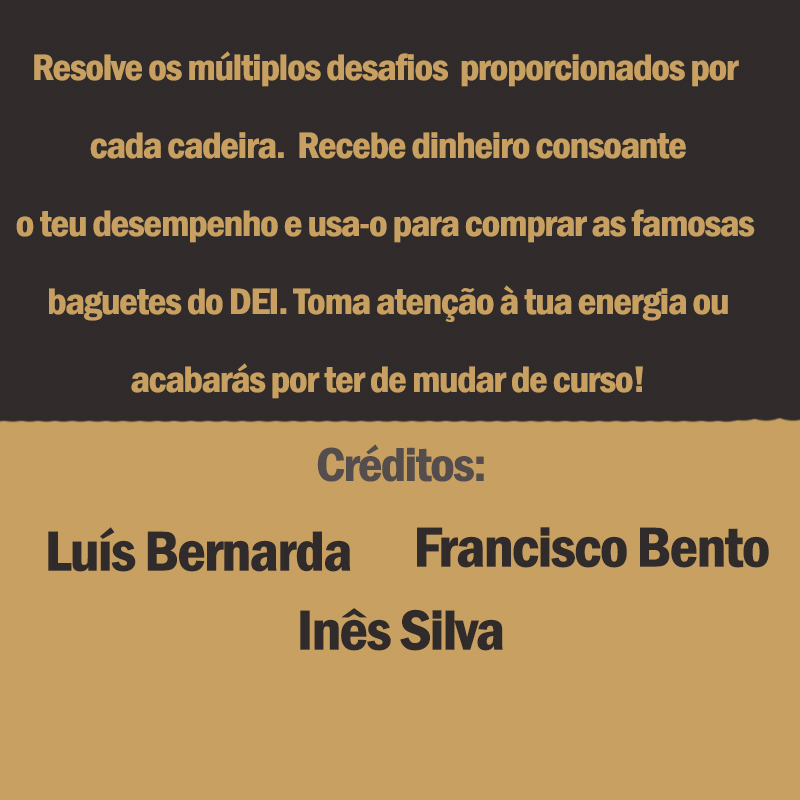 Resolve os múltiplos desafios proporcionados por
cada cadeira. Recebe dinheiro consoante
o teu desempenho e usa-o para comprar as famosas
baguetes do DEI. Toma atenção à tua energia ou
acabarás por ter de mudar de curso!
Créditos:
Luís Bernarda Francisco Bento
Inês Silva